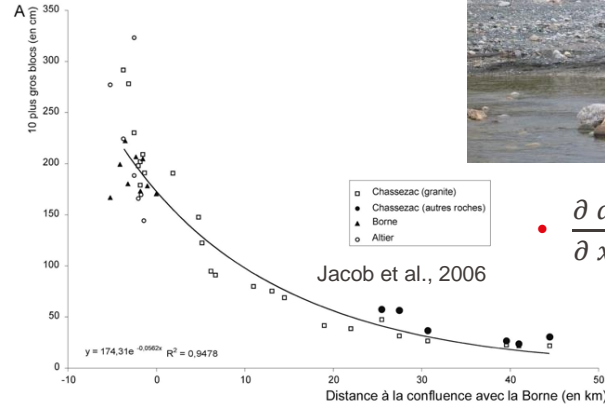 A
10 plus gros blocs (en cm)
350
300
250
200
150
100
50
0
-10
0
10
20
30
40
50
Distance à la confluence avec la Borne (en km)
Chassezac (granite)
Chassezac (autres roches)
Borne
Altier
Jacob et al., 2006
y = 174,31e -0,0562x R² = 0,9478
∂
∂ x